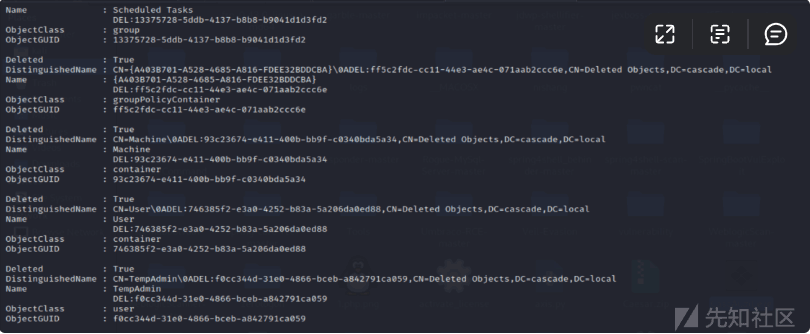 Name : Scheduled Tasks
DEL:13375728-5ddb-4137-b8b8-b9041d1d3fd2
ObjectClass : group
ObjectGUID : 13375728-5ddb-4137-b8b8-b9041d1d3fd2
Deleted : True
DistinguishedName : CN={A403B701-A528-4685-A816-FDEE32BDDCBA}\0ADEL:ff5c2fdc-cc11-44e3-ae4c-071aab2ccc6e,CN=Deleted Objects,DC=cascade,DC=local
Name : {A403B701-A528-4685-A816-FDEE32BDDCBA}
DEL:ff5c2fdc-cc11-44e3-ae4c-071aab2ccc6e
ObjectClass : groupPolicyContainer
ObjectGUID : ff5c2fdc-cc11-44e3-ae4c-071aab2ccc6e
Deleted : True
DistinguishedName : CN=Machine\0ADEL:93c23674-e411-400b-bb9f-c0340bda5a34,CN=Deleted Objects,DC=cascade,DC=local
Name : Machine
DEL:93c23674-e411-400b-bb9f-c0340bda5a34
ObjectClass : container
ObjectGUID : 93c23674-e411-400b-bb9f-c0340bda5a34
Deleted : True
DistinguishedName : CN=User\0ADEL:746385f2-e3a0-4252-b83a-5a206da0ed88,CN=Deleted Objects,DC=cascade,DC=local
Name : User
DEL:746385f2-e3a0-4252-b83a-5a206da0ed88
ObjectClass : container
ObjectGUID : 746385f2-e3a0-4252-b83a-5a206da0ed88
Deleted : True
DistinguishedName : CN=TempAdmin\0ADEL:f0cc344d-31e0-4866-bceb-a842791ca059,CN=Deleted Objects,DC=cascade,DC=local
Name : TempAdmin
DEL:f0cc344d-31e0-4866-bceb-a842791ca059
ObjectClass : user
ObjectGUID : f0cc344d-31e0-4866-bceb-a842791ca059
先知社区